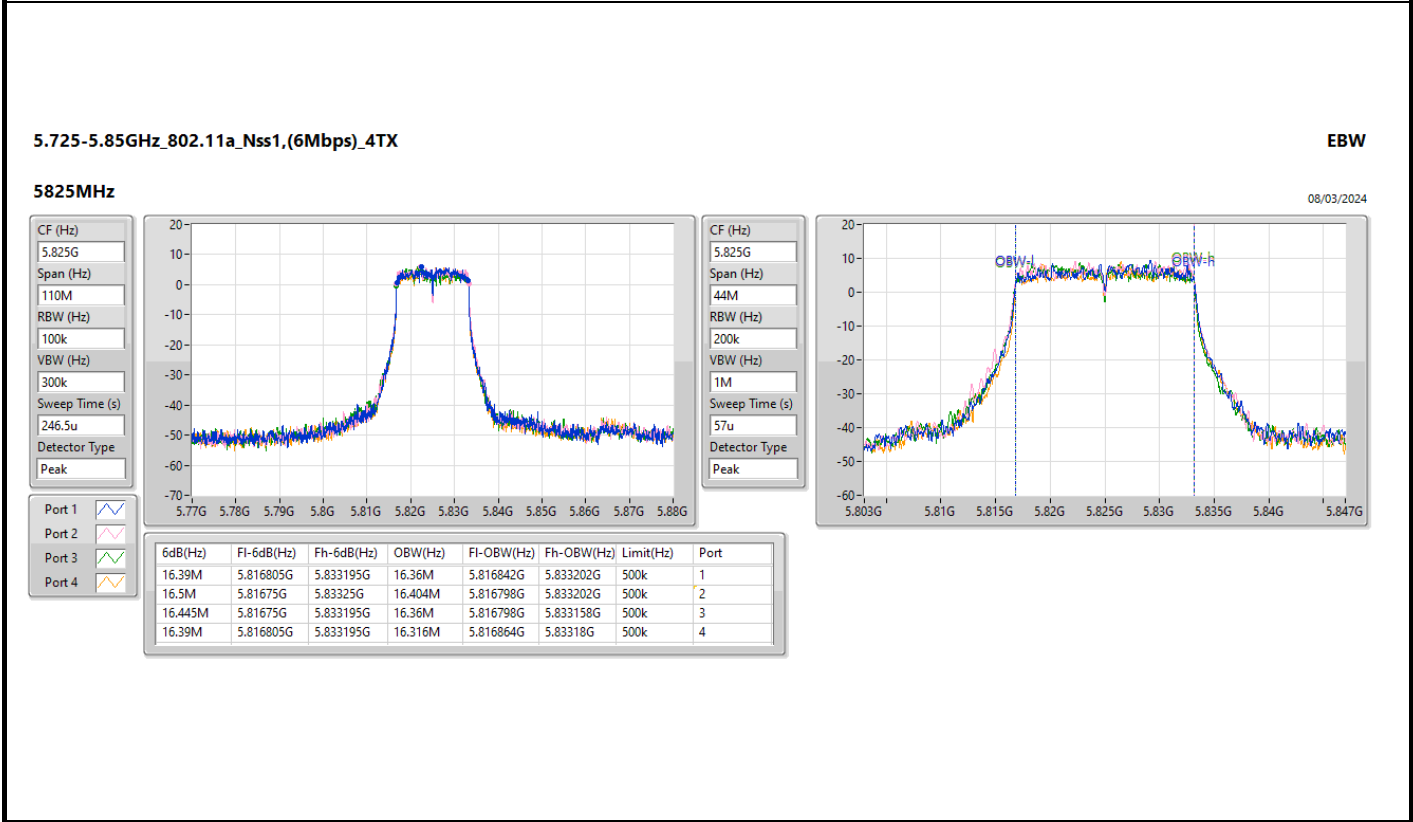 5.725-5.85GHz_802.11a_Nss1,(6Mbps)_4TX
EBW
5825MHz
08/03/2024
CF (Hz)
5.825G
Span (Hz)
110M
RBW (Hz)
100k
VBW (Hz)
300k
Sweep Time (s)
246.5u
Detector Type
Peak
20
10
0
-10
-20
-30
-40
-50
-60
-70
5.77G 5.78G 5.79G 5.8G 5.81G 5.82G 5.83G 5.84G 5.85G 5.86G 5.87G 5.88G
CF (Hz)
5.825G
Span (Hz)
44M
RBW (Hz)
200k
VBW (Hz)
1M
Sweep Time (s)
57u
Detector Type
Peak
20
10
0
-10
-20
-30
-40
-50
-60
OBW-l
OBW-h
5.803G 5.81G 5.815G 5.82G 5.825G 5.83G 5.835G 5.84G 5.847G
Port 1
Port 2
Port 3
Port 4
6dB(Hz) Fl-6dB(Hz) Fh-6dB(Hz) OBW(Hz) Fl-OBW(Hz) Fh-OBW(Hz) Limit(Hz) Port
16.39M 5.816805G 5.833195G 16.36M 5.816842G 5.833202G 500k 1
16.5M 5.81675G 5.83325G 16.404M 5.816798G 5.833202G 500k 2
16.445M 5.81675G 5.833195G 16.36M 5.816798G 5.833158G 500k 3
16.39M 5.816805G 5.833195G 16.316M 5.816864G 5.83318G 500k 4